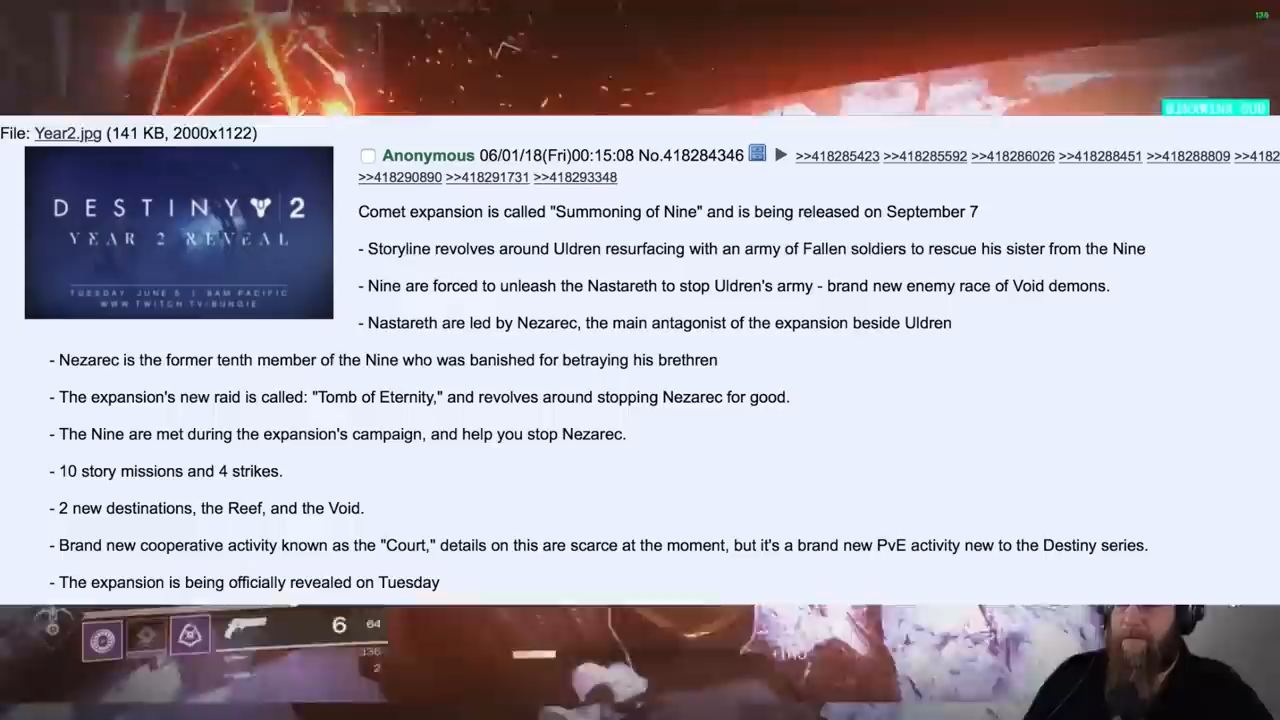 136
File: Year2.jpg (141 KB, 2000x1122)
Anonymous 06/01/18(Fri)00:15:08 No.418284346 ▶ >>418285423 >>418285592 >>418286026 >>418288451 >>418288809 >>4182
>>418290890 >>418291731 >>418293348
DESTINY 2
YEAR 2 REVEAL
TUESDAY JUNE 5 | 9AM PACIFIC
WWW.TWITCH.TV/BUNGIE
Comet expansion is called "Summoning of Nine" and is being released on September 7
- Storyline revolves around Uldren resurfacing with an army of Fallen soldiers to rescue his sister from the Nine
- Nine are forced to unleash the Nastareth to stop Uldren's army - brand new enemy race of Void demons.
- Nastareth are led by Nezarec, the main antagonist of the expansion beside Uldren
- Nezarec is the former tenth member of the Nine who was banished for betraying his brethren
- The expansion's new raid is called: "Tomb of Eternity," and revolves around stopping Nezarec for good.
- The Nine are met during the expansion's campaign, and help you stop Nezarec.
- 10 story missions and 4 strikes.
- 2 new destinations, the Reef, and the Void.
- Brand new cooperative activity known as the "Court," details on this are scarce at the moment, but it's a brand new PvE activity new to the Destiny series.
- The expansion is being officially revealed on Tuesday
6 64
136
2